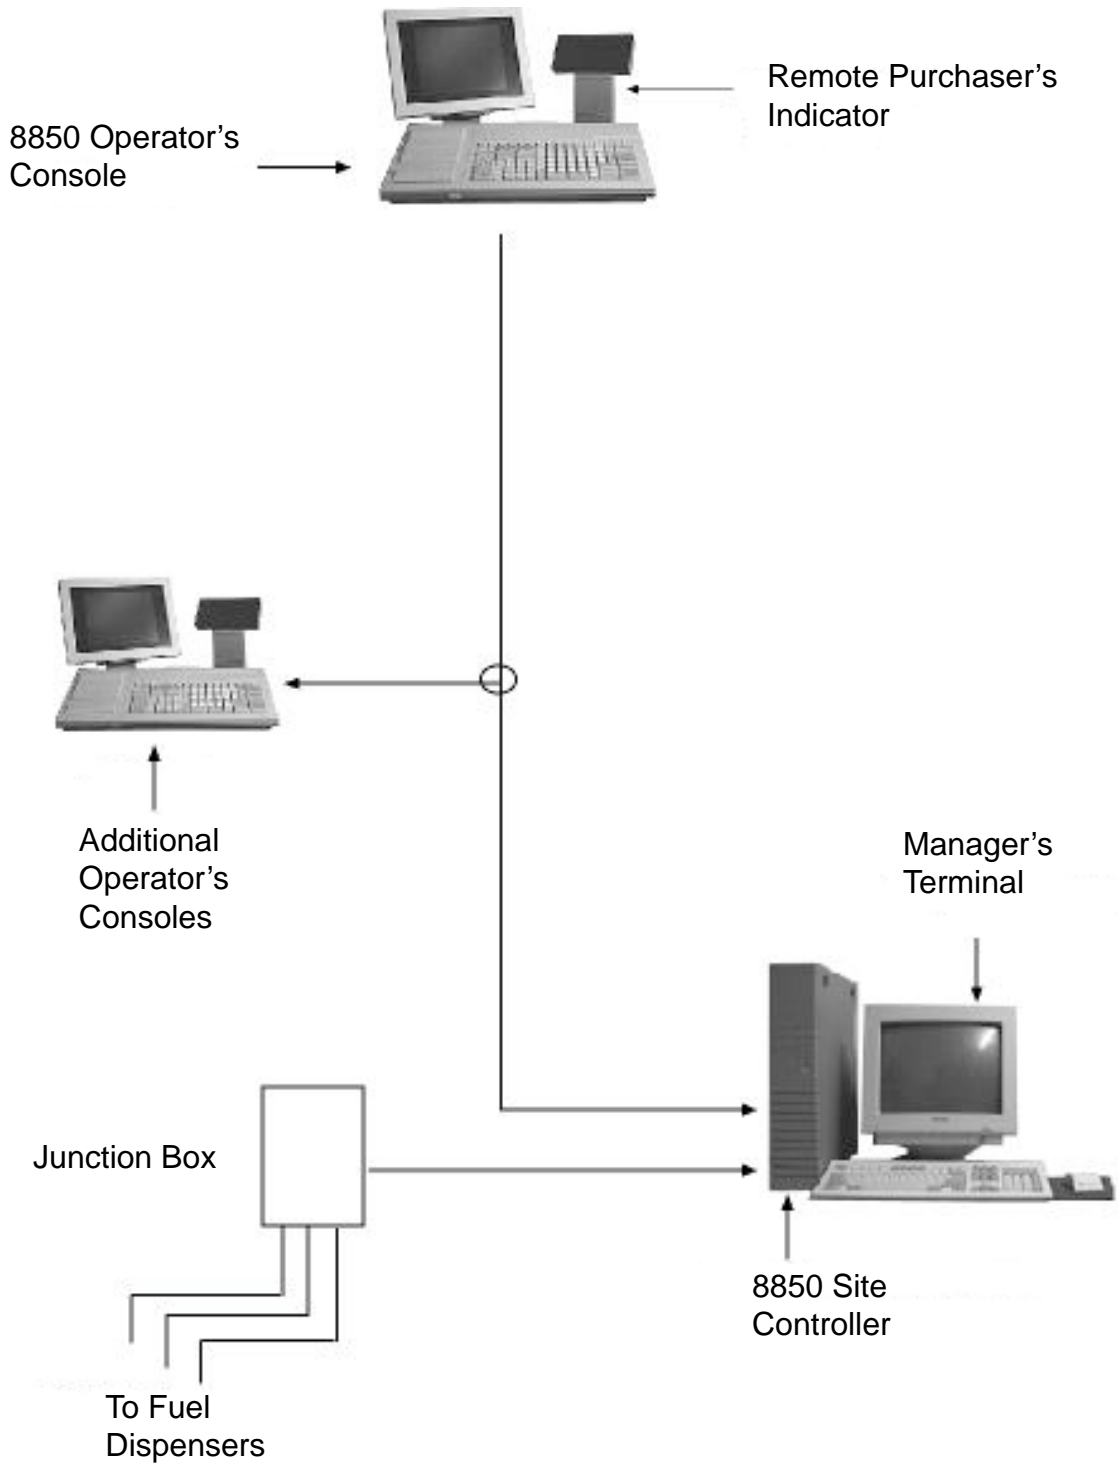 Remote Purchaser's
Indicator
8850 Operator's
Console
Additional
Operator's
Consoles
Manager's
Terminal
Junction Box
8850 Site
Controller
To Fuel
Dispensers